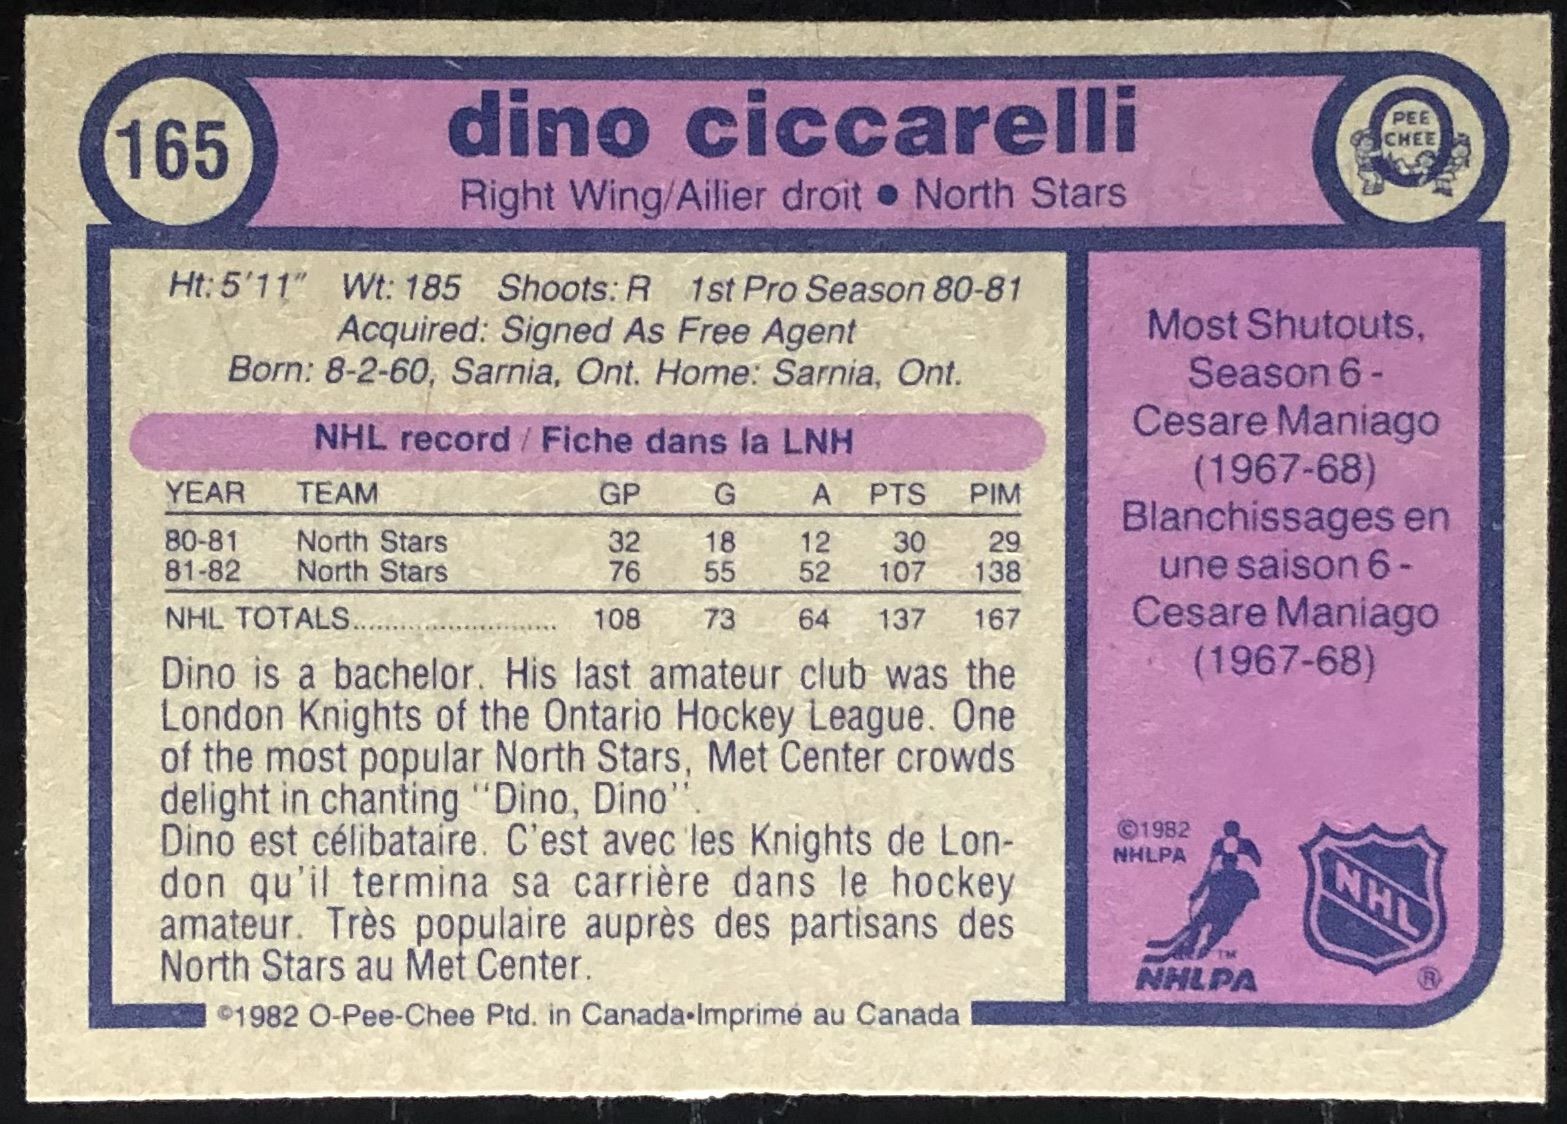 165
dino ciccarelli
PEE
CHEE
Right Wing/Ailier droit • North Stars
Ht: 5'11" Wt: 185 Shoots: R 1st Pro Season 80-81
Acquired: Signed As Free Agent
Born: 8-2-60, Sarnia, Ont. Home: Sarnia, Ont.
NHL record / Fiche dans la LNH
YEAR TEAM GP G A PTS PIM
80-81 North Stars 32 18 12 30 29
81-82 North Stars 76 55 52 107 138
NHL TOTALS.......................... 108 73 64 137 167
Dino is a bachelor. His last amateur club was the
London Knights of the Ontario Hockey League. One
of the most popular North Stars, Met Center crowds
delight in chanting "Dino, Dino".
Dino est célibataire. C'est avec les Knights de Lon-
don qu'il termina sa carrière dans le hockey
amateur. Très populaire auprès des partisans des
North Stars au Met Center.
©1982 O-Pee-Chee Ptd. in Canada•Imprimé au Canada
Most Shutouts,
Season 6 -
Cesare Maniago
(1967-68)
Blanchissages en
une saison 6 -
Cesare Maniago
(1967-68)
©1982
NHLPA
TM
NHLPA
NHL
®